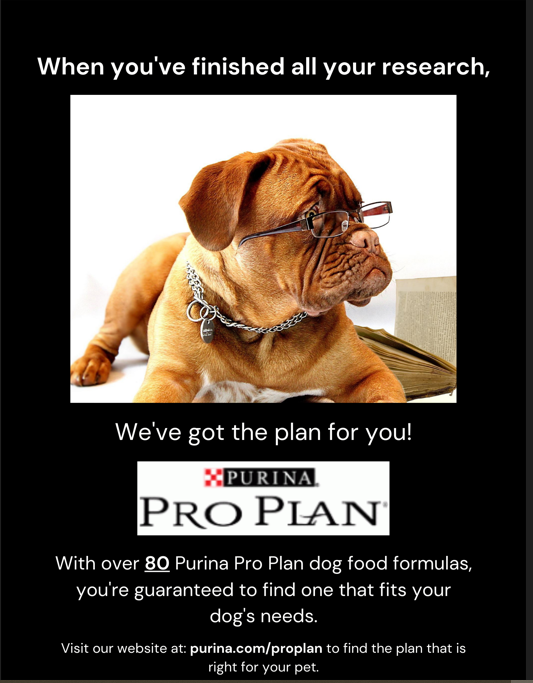 When you've finished all your research,
We've got the plan for you!
PURINA
PRO PLAN
With over 80 Purina Pro Plan dog food formulas,
you're guaranteed to find one that fits your
dog's needs.
Visit our website at: purina.com/proplan to find the plan that is
right for your pet.